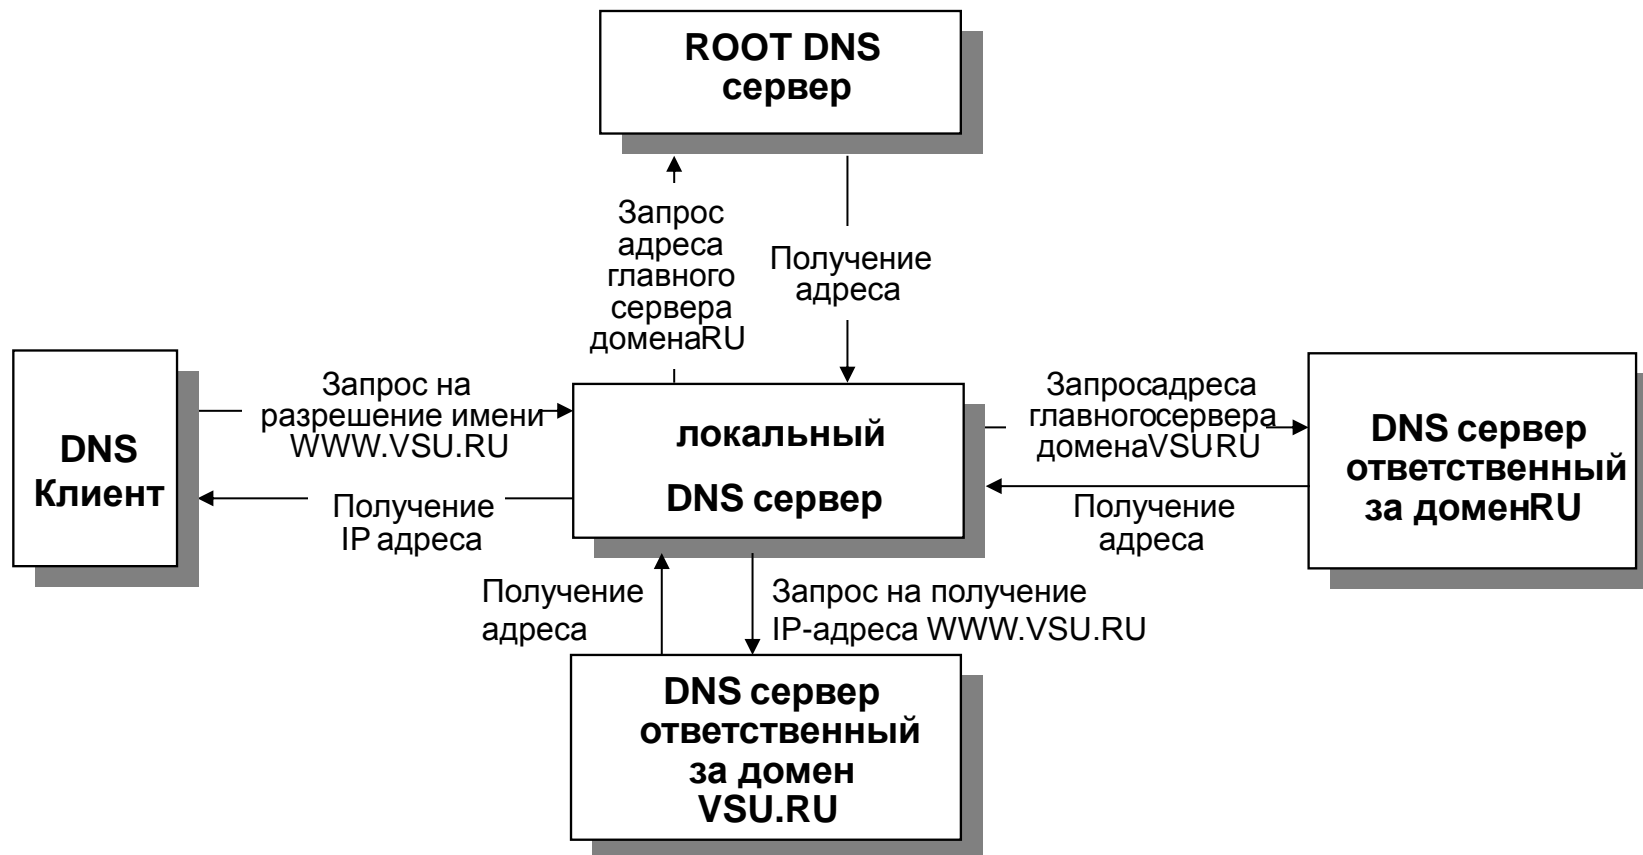 ROOT DNS
сервер
Запрос
адреса
главного
сервера
доменаRU
Получение
адреса
DNS
Клиент
Запрос на
разрешение имени
WWW.VSU.RU
Получение
IP адреса
локальный
DNS сервер
Запросадреса
главногосервера
доменаVSU.RU
Получение
адреса
DNS сервер
ответственный
за доменRU
Получение
адреса
Запрос на получение
IP-адреса WWW.VSU.RU
DNS сервер
ответственный
за домен
VSU.RU